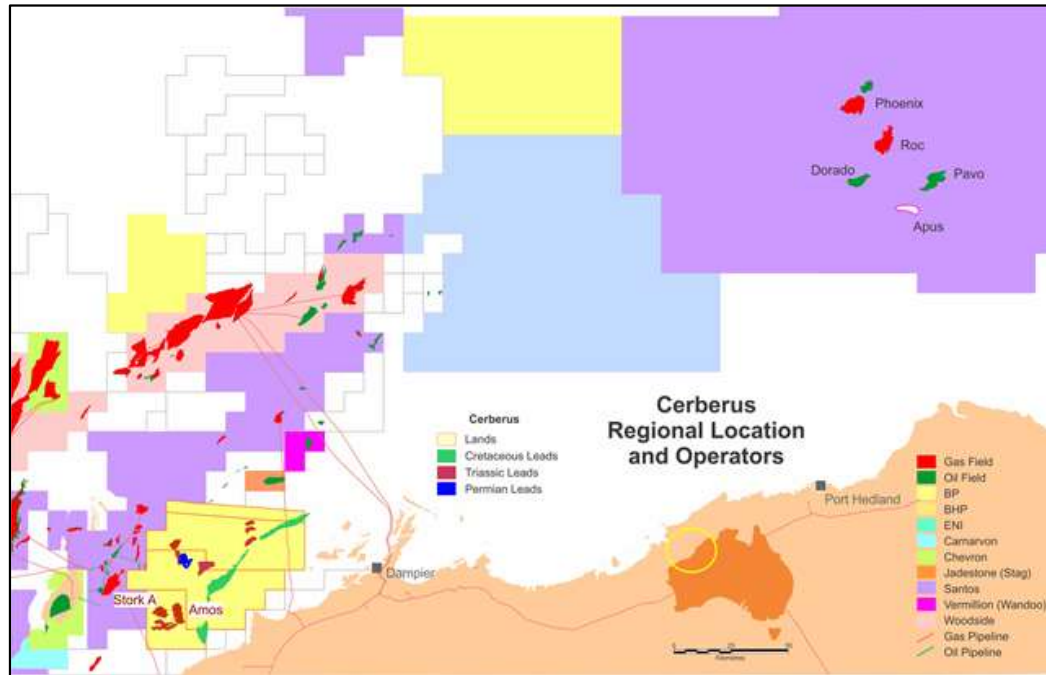 Phoenix
Roc
Dorado
Pavo
Apus
Cerberus
Regional Location
and Operators
Cerberus
Lands
Cretaceous Leads
Triassic Leads
Permian Leads
Port Hedland
Dampier
Stork A
Amos
Gas Field
Oil Field
BP
BHP
ENI
Carnarvon
Chevron
Jadestone (Stag)
Santos
Vermillion (Wandoo)
Woodside
Gas Pipeline
Oil Pipeline